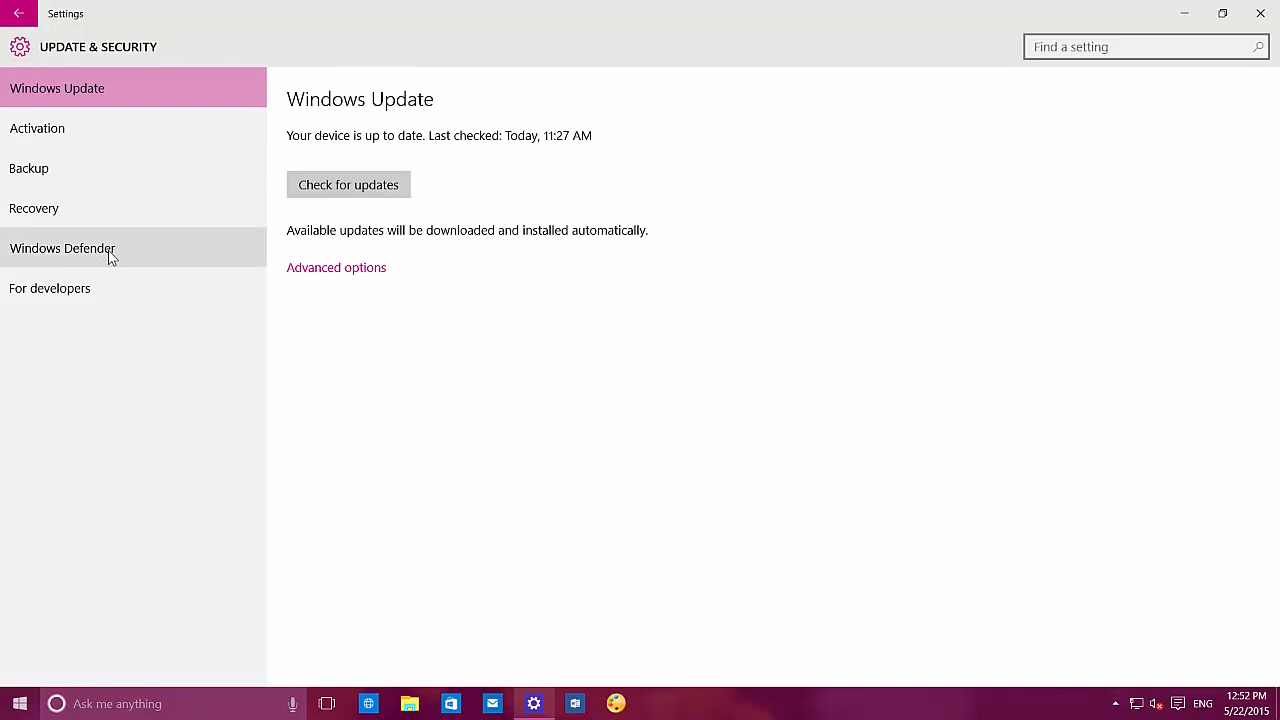 Settings
UPDATE & SECURITY
Find a setting
Windows Update
Activation
Backup
Recovery
Windows Defender
For developers
Windows Update
Your device is up to date. Last checked: Today, 11:27 AM
Check for updates
Available updates will be downloaded and installed automatically.
Advanced options
Ask me anything
ENG
12:52 PM
5/22/2015